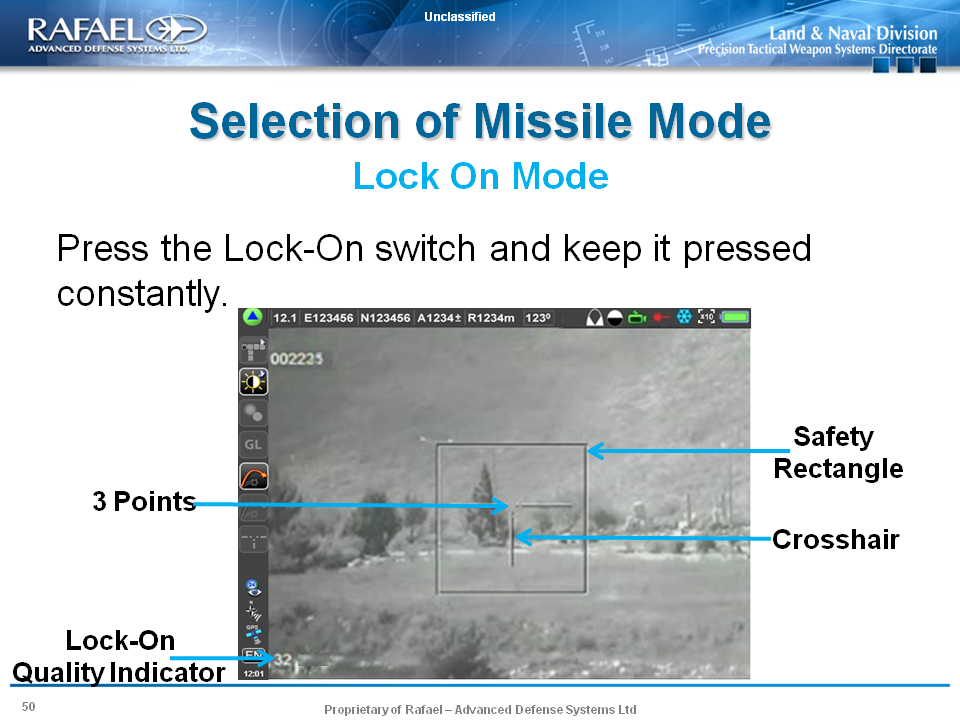 Unclassified
RAFAEL
ADVANCED DEFENSE SYSTEMS LTD.
Land & Naval Division
Precision Tactical Weapon Systems Directorate
Selection of Missile Mode
Lock On Mode
Press the Lock-On switch and keep it pressed
constantly.
12.1 E123456 N123456 A1234± R1234m 123º
X10
002225
GL
Safety
Rectangle
3 Points
Crosshair
GPS
Lock-On
Quality Indicator
EN
32
12:01
50
Proprietary of Rafael – Advanced Defense Systems Ltd